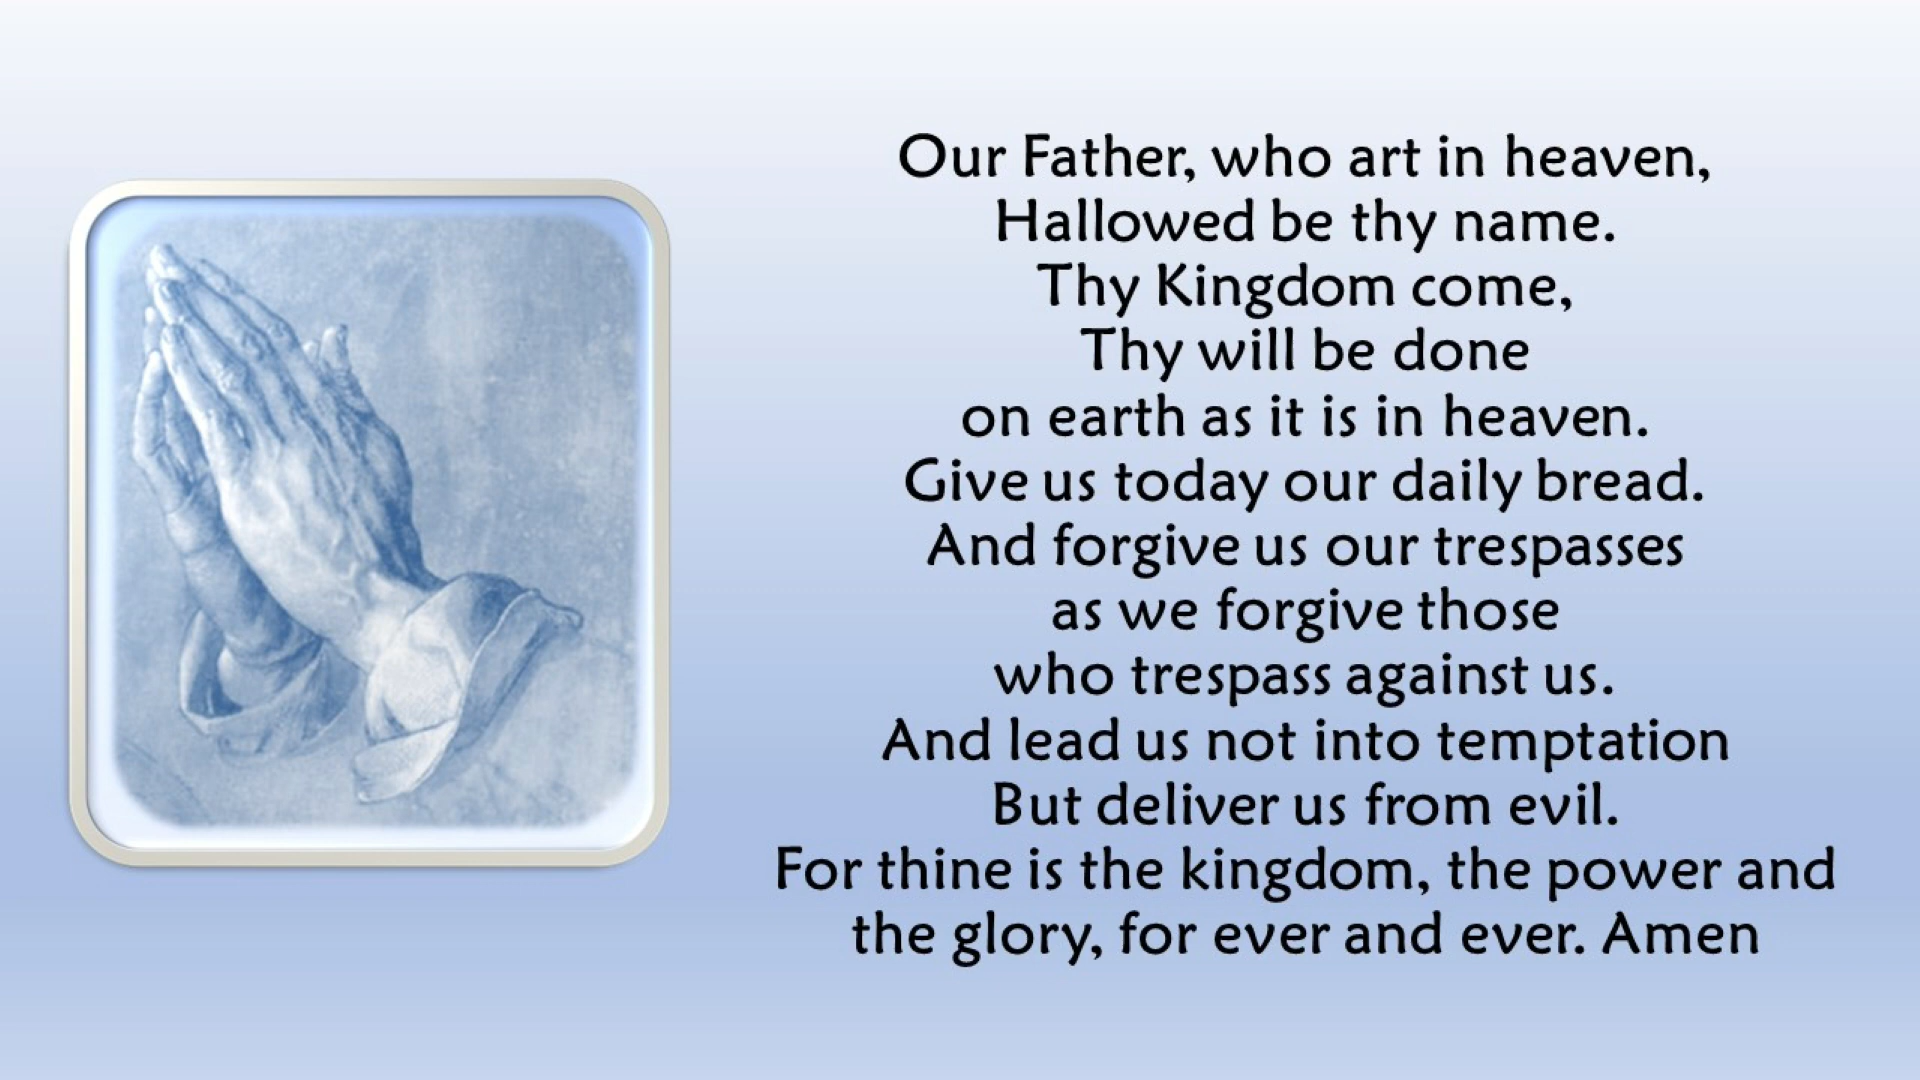 Our Father, who art in heaven,
Hallowed be thy name.
Thy Kingdom come,
Thy will be done
on earth as it is in heaven.
Give us today our daily bread.
And forgive us our trespasses
as we forgive those
who trespass against us.
And lead us not into temptation
But deliver us from evil.
For thine is the kingdom, the power and
the glory, for ever and ever. Amen